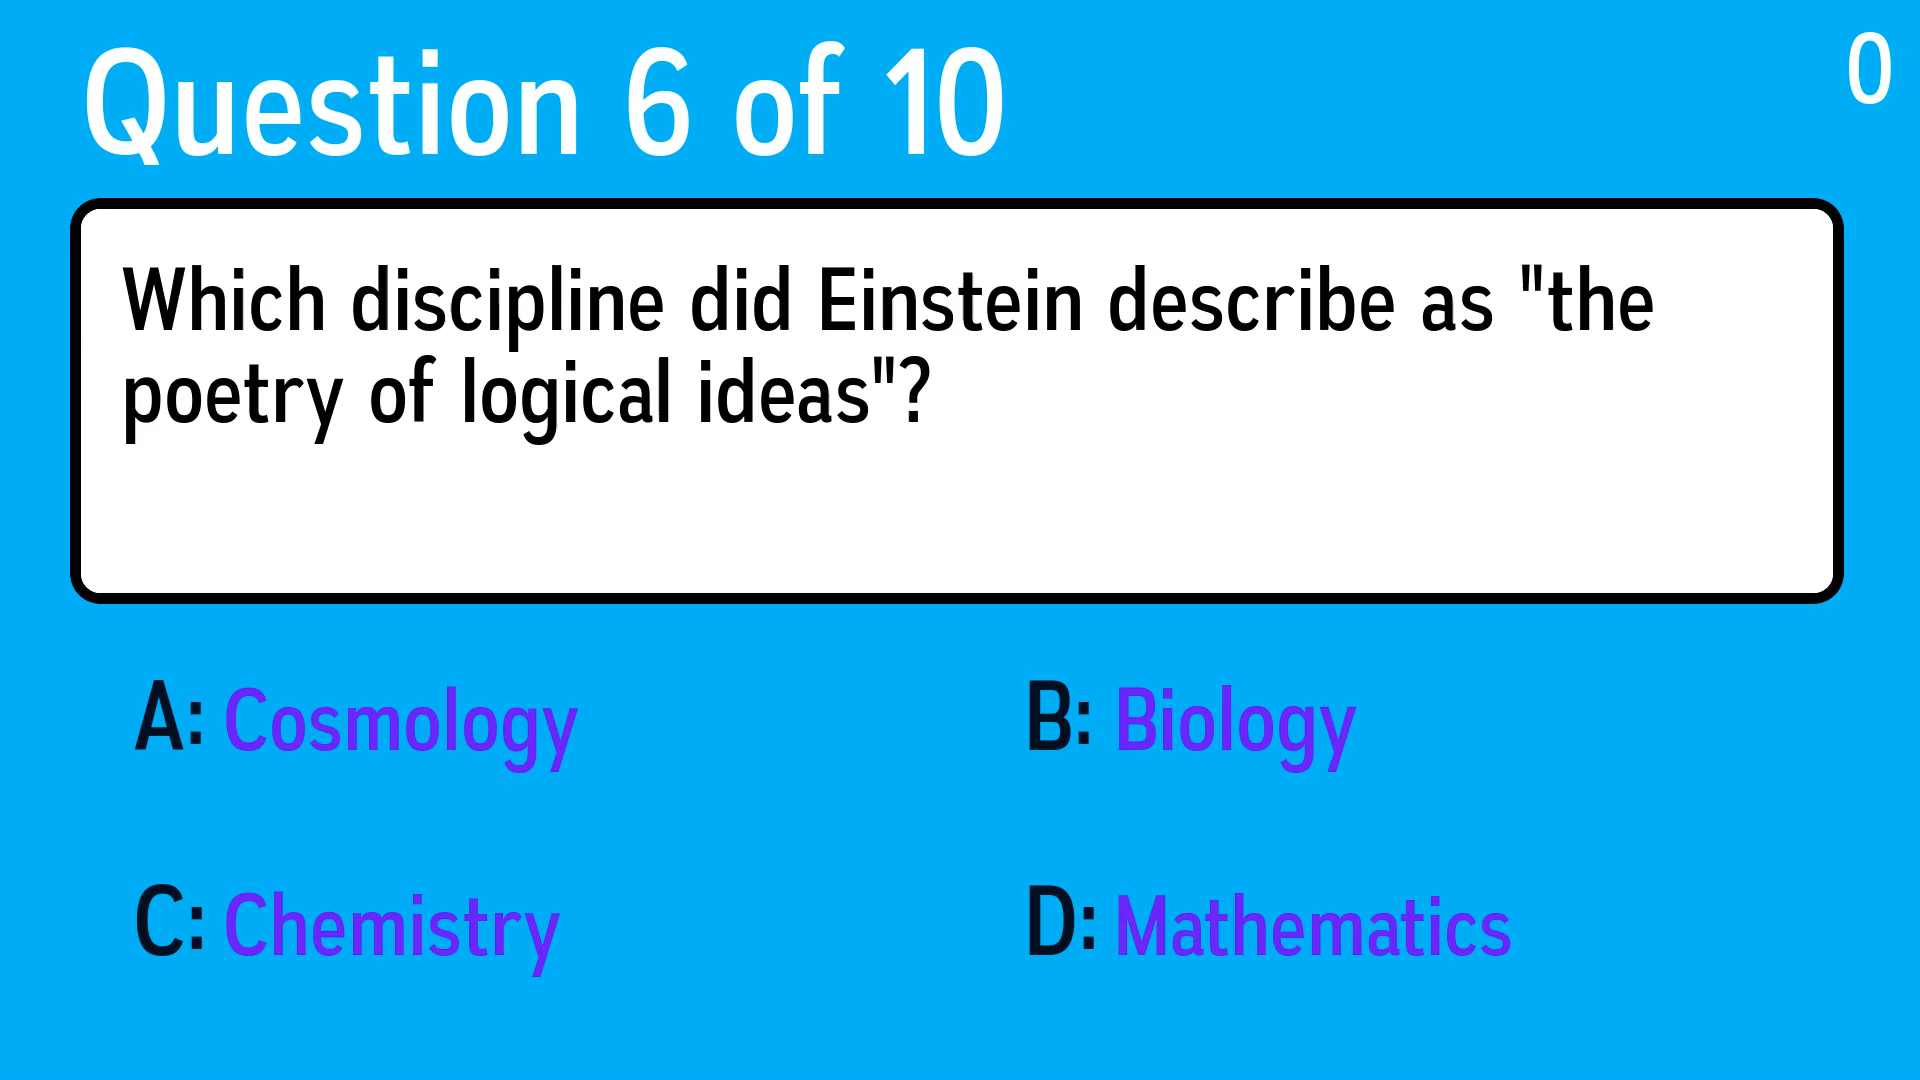 Question 6 of 10
0
Which discipline did Einstein describe as "the
poetry of logical ideas"?
A: Cosmology
B: Biology
C: Chemistry
D: Mathematics